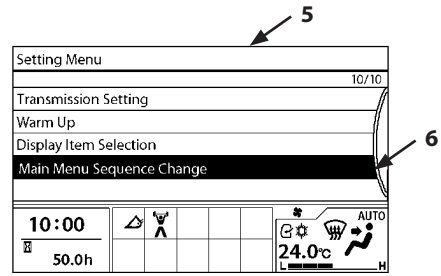 5
Setting Menu
10/10
Transmission Setting
Warm Up
Display Item Selection
Main Menu Sequence Change
6
10:00
50.0h
AUTO
24.0℃
L H